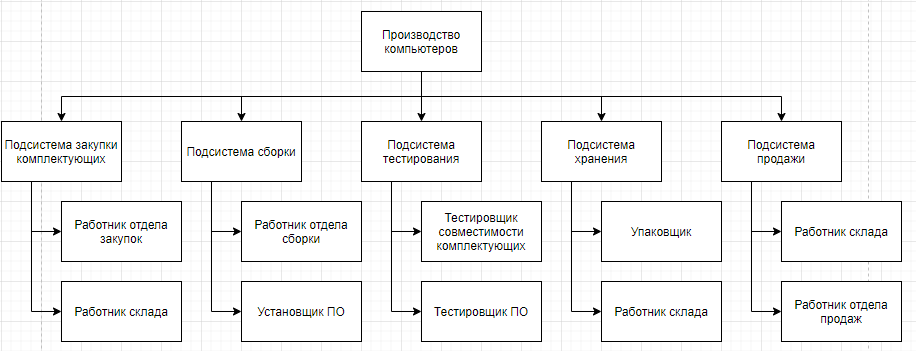 Производство
компьютеров
Подсистема закупки
комплектующих
Подсистема сборки
Подсистема
тестирования
Подсистема
хранения
Подсистема
продажи
Работник отдела
закупок
Работник отдела
сборки
Тестировщик
совместимости
комплектующих
Упаковщик
Работник склада
Работник склада
Установщик ПО
Тестировщик ПО
Работник склада
Работник отдела
продаж